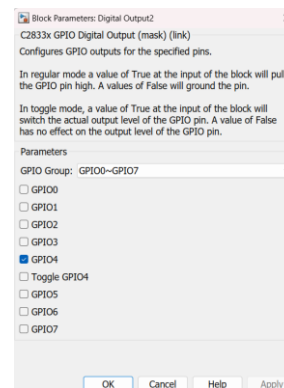 Block Parameters: Digital Output2
C2833x GPIO Digital Output (mask) (link)
Configures GPIO outputs for the specified pins.
In regular mode a value of True at the input of the block will pul
the GPIO pin high. A values of False will ground the pin.
In toggle mode, a value of True at the input of the block will
switch the actual output level of the GPIO pin. A value of False
has no effect on the output level of the GPIO pin.
Parameters
GPIO Group: GPIO0~GPIO7
GPIO0
GPIO1
GPIO2
GPIO3
GPIO4
Toggle GPIO4
GPIO5
GPIO6
GPIO7
OK Cancel Help Apply